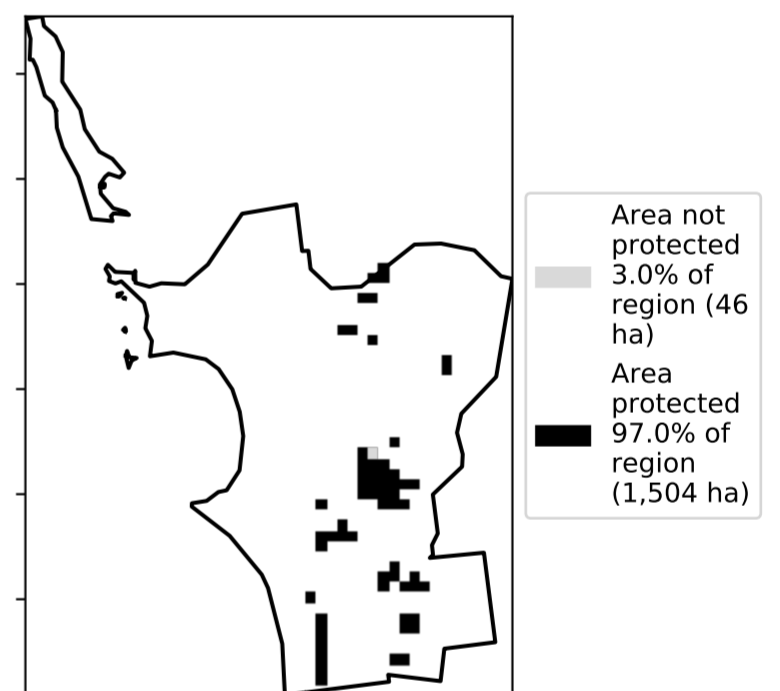 Area not
protected
3.0% of
region (46
ha)
Area
protected
97.0% of
region
(1,504 ha)